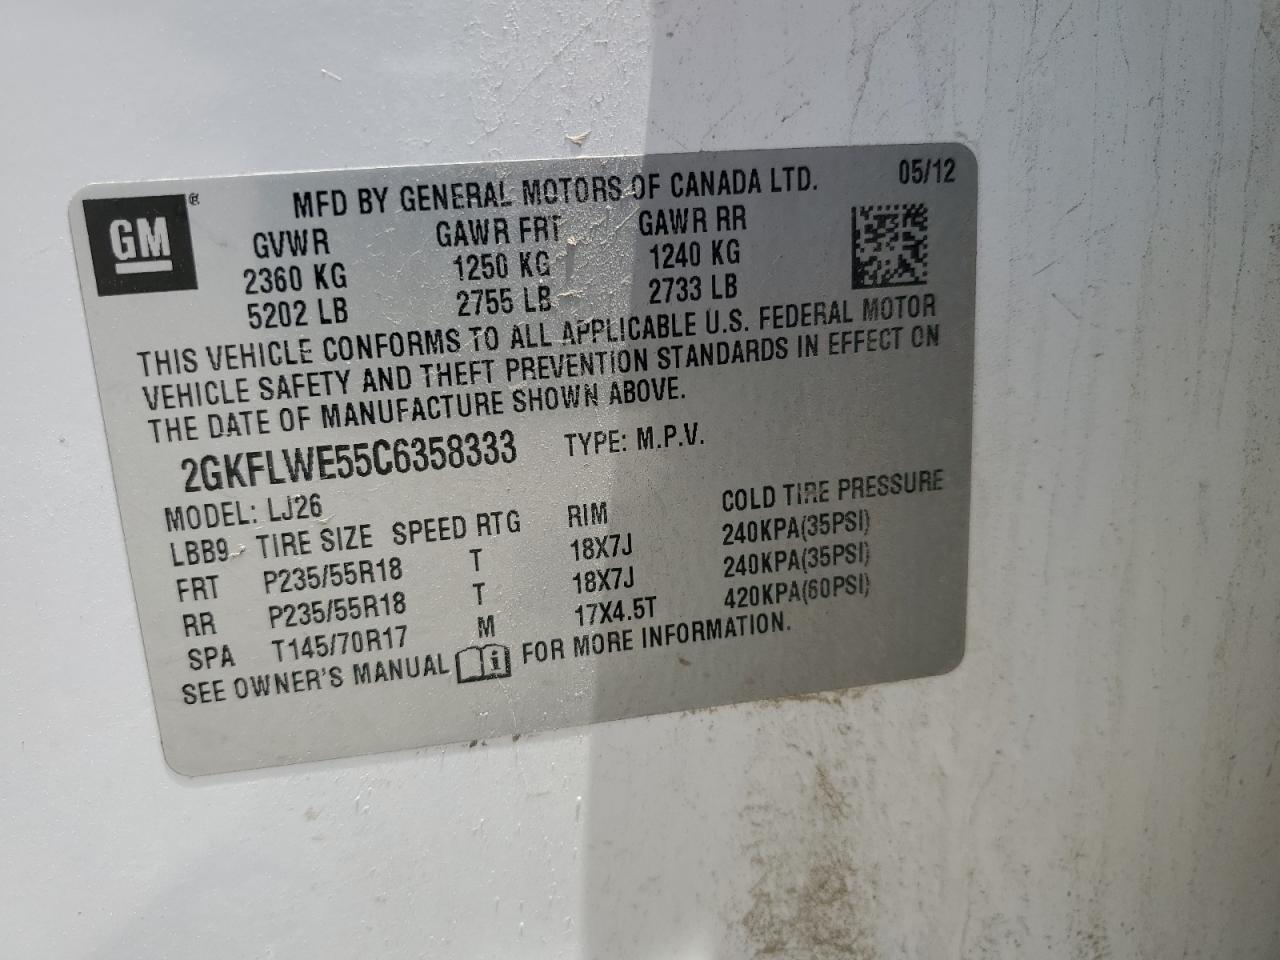 GM ®
MFD BY GENERAL MOTORS OF CANADA LTD. 05/12
GVWR GAWR FRT GAWR RR
2360 KG 1250 KG 1240 KG
5202 LB 2755 LB 2733 LB
THIS VEHICLE CONFORMS TO ALL APPLICABLE U.S. FEDERAL MOTOR
VEHICLE SAFETY AND THEFT PREVENTION STANDARDS IN EFFECT ON
THE DATE OF MANUFACTURE SHOWN ABOVE.
2GKFLWE55C6358333 TYPE: M.P.V.
MODEL: LJ26
LBB9 TIRE SIZE SPEED RTG RIM COLD TIRE PRESSURE
FRT P235/55R18 T 18X7J 240KPA(35PSI)
RR P235/55R18 T 18X7J 240KPA(35PSI)
SPA T145/70R17 M 17X4.5T 420KPA(60PSI)
SEE OWNER'S MANUAL i FOR MORE INFORMATION.